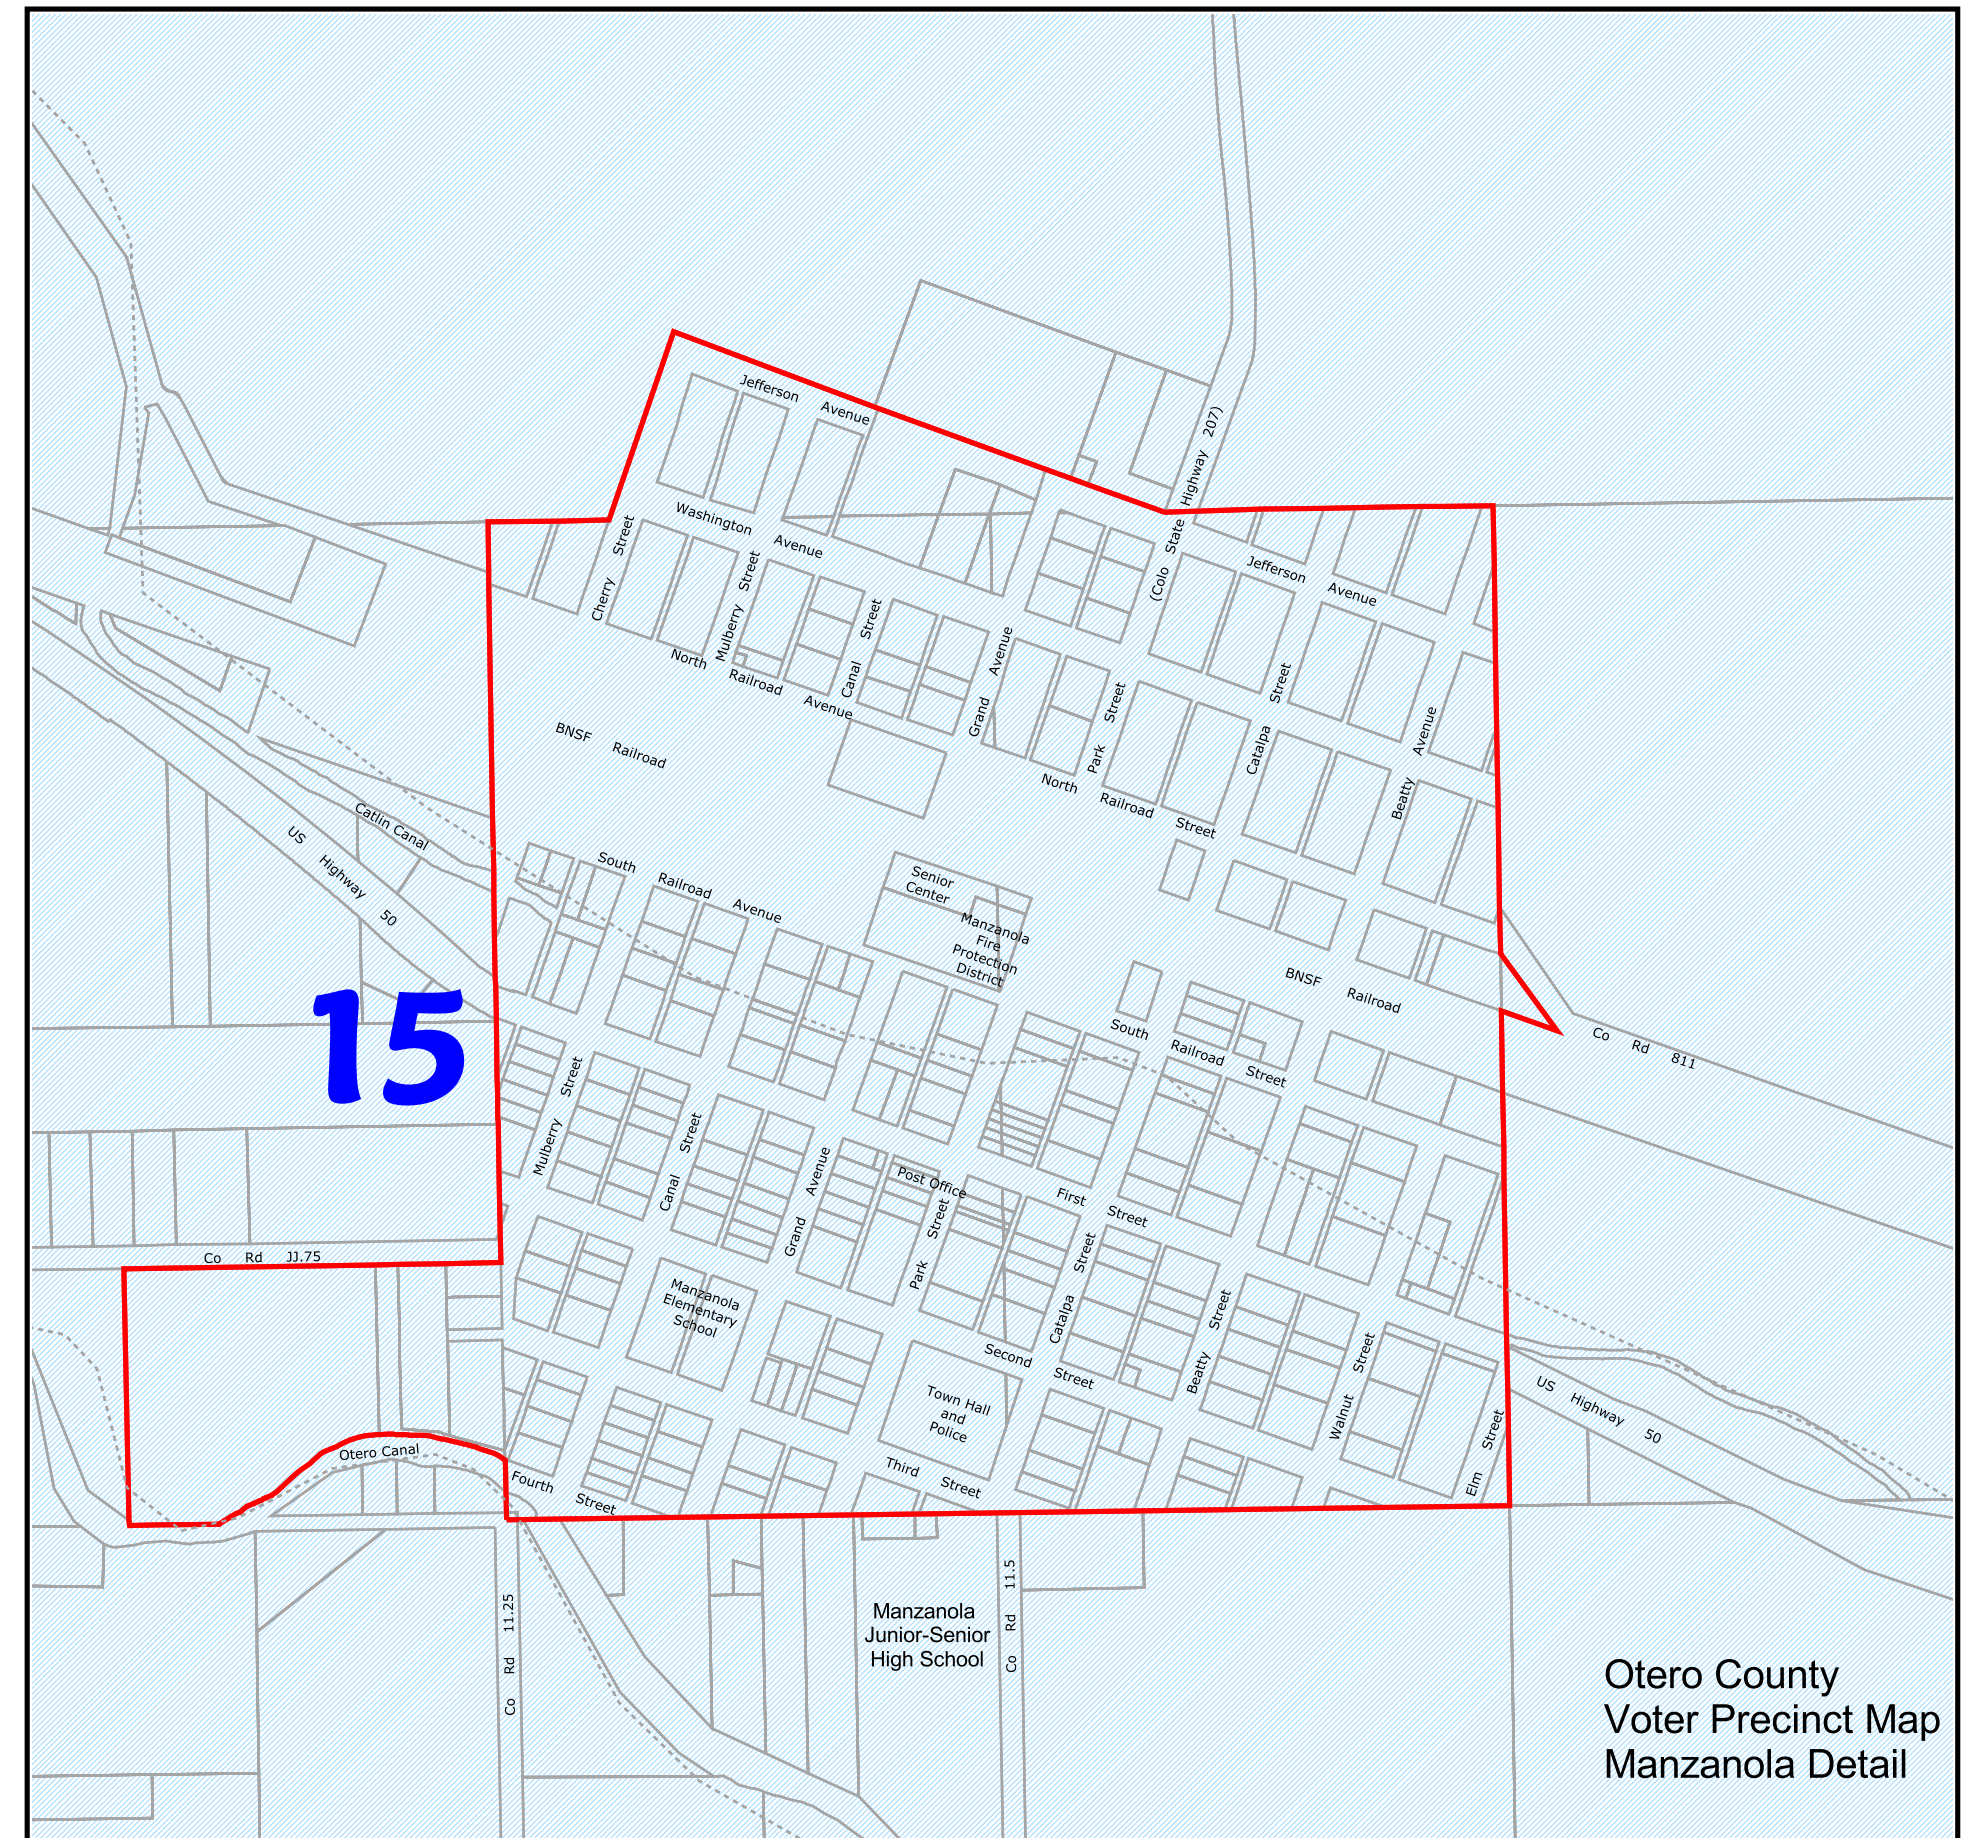 Jefferson Avenue
(Colo State Highway 207)
Washington Avenue
Cherry Street
Mulberry Street
Canal Street
Grand Avenue
Park Street
Catalpa Street
Beatty Avenue
Jefferson Avenue
North Railroad Avenue
North Railroad Street
BNSF Railroad
Catlin Canal
US Highway 50
South Railroad Avenue
Senior
Center
Manzanola
Fire
Protection
District
BNSF Railroad
South Railroad Street
Co Rd 811
15
Mulberry Street
Canal Street
Grand Avenue
Post Office
Park Street
First Street
Catalpa Street
Beatty Street
Walnut Street
Elm Street
Co Rd JJ.75
Manzanola
Elementary
School
Second Street
Town Hall
and
Police
US Highway 50
Otero Canal
Fourth Street
Third Street
Co Rd 11.25
Co Rd 11.5
Manzanola
Junior-Senior
High School
Otero County
Voter Precinct Map
Manzanola Detail